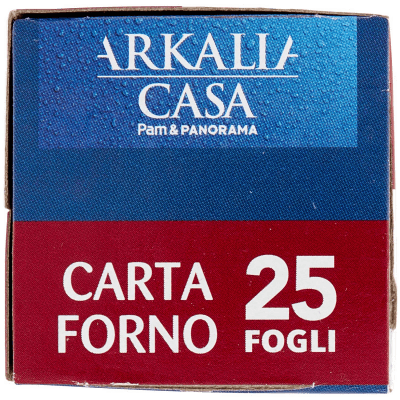 ARKALIA
CASA
Pam & PANORAMA
CARTA
FORNO
25
FOGLI